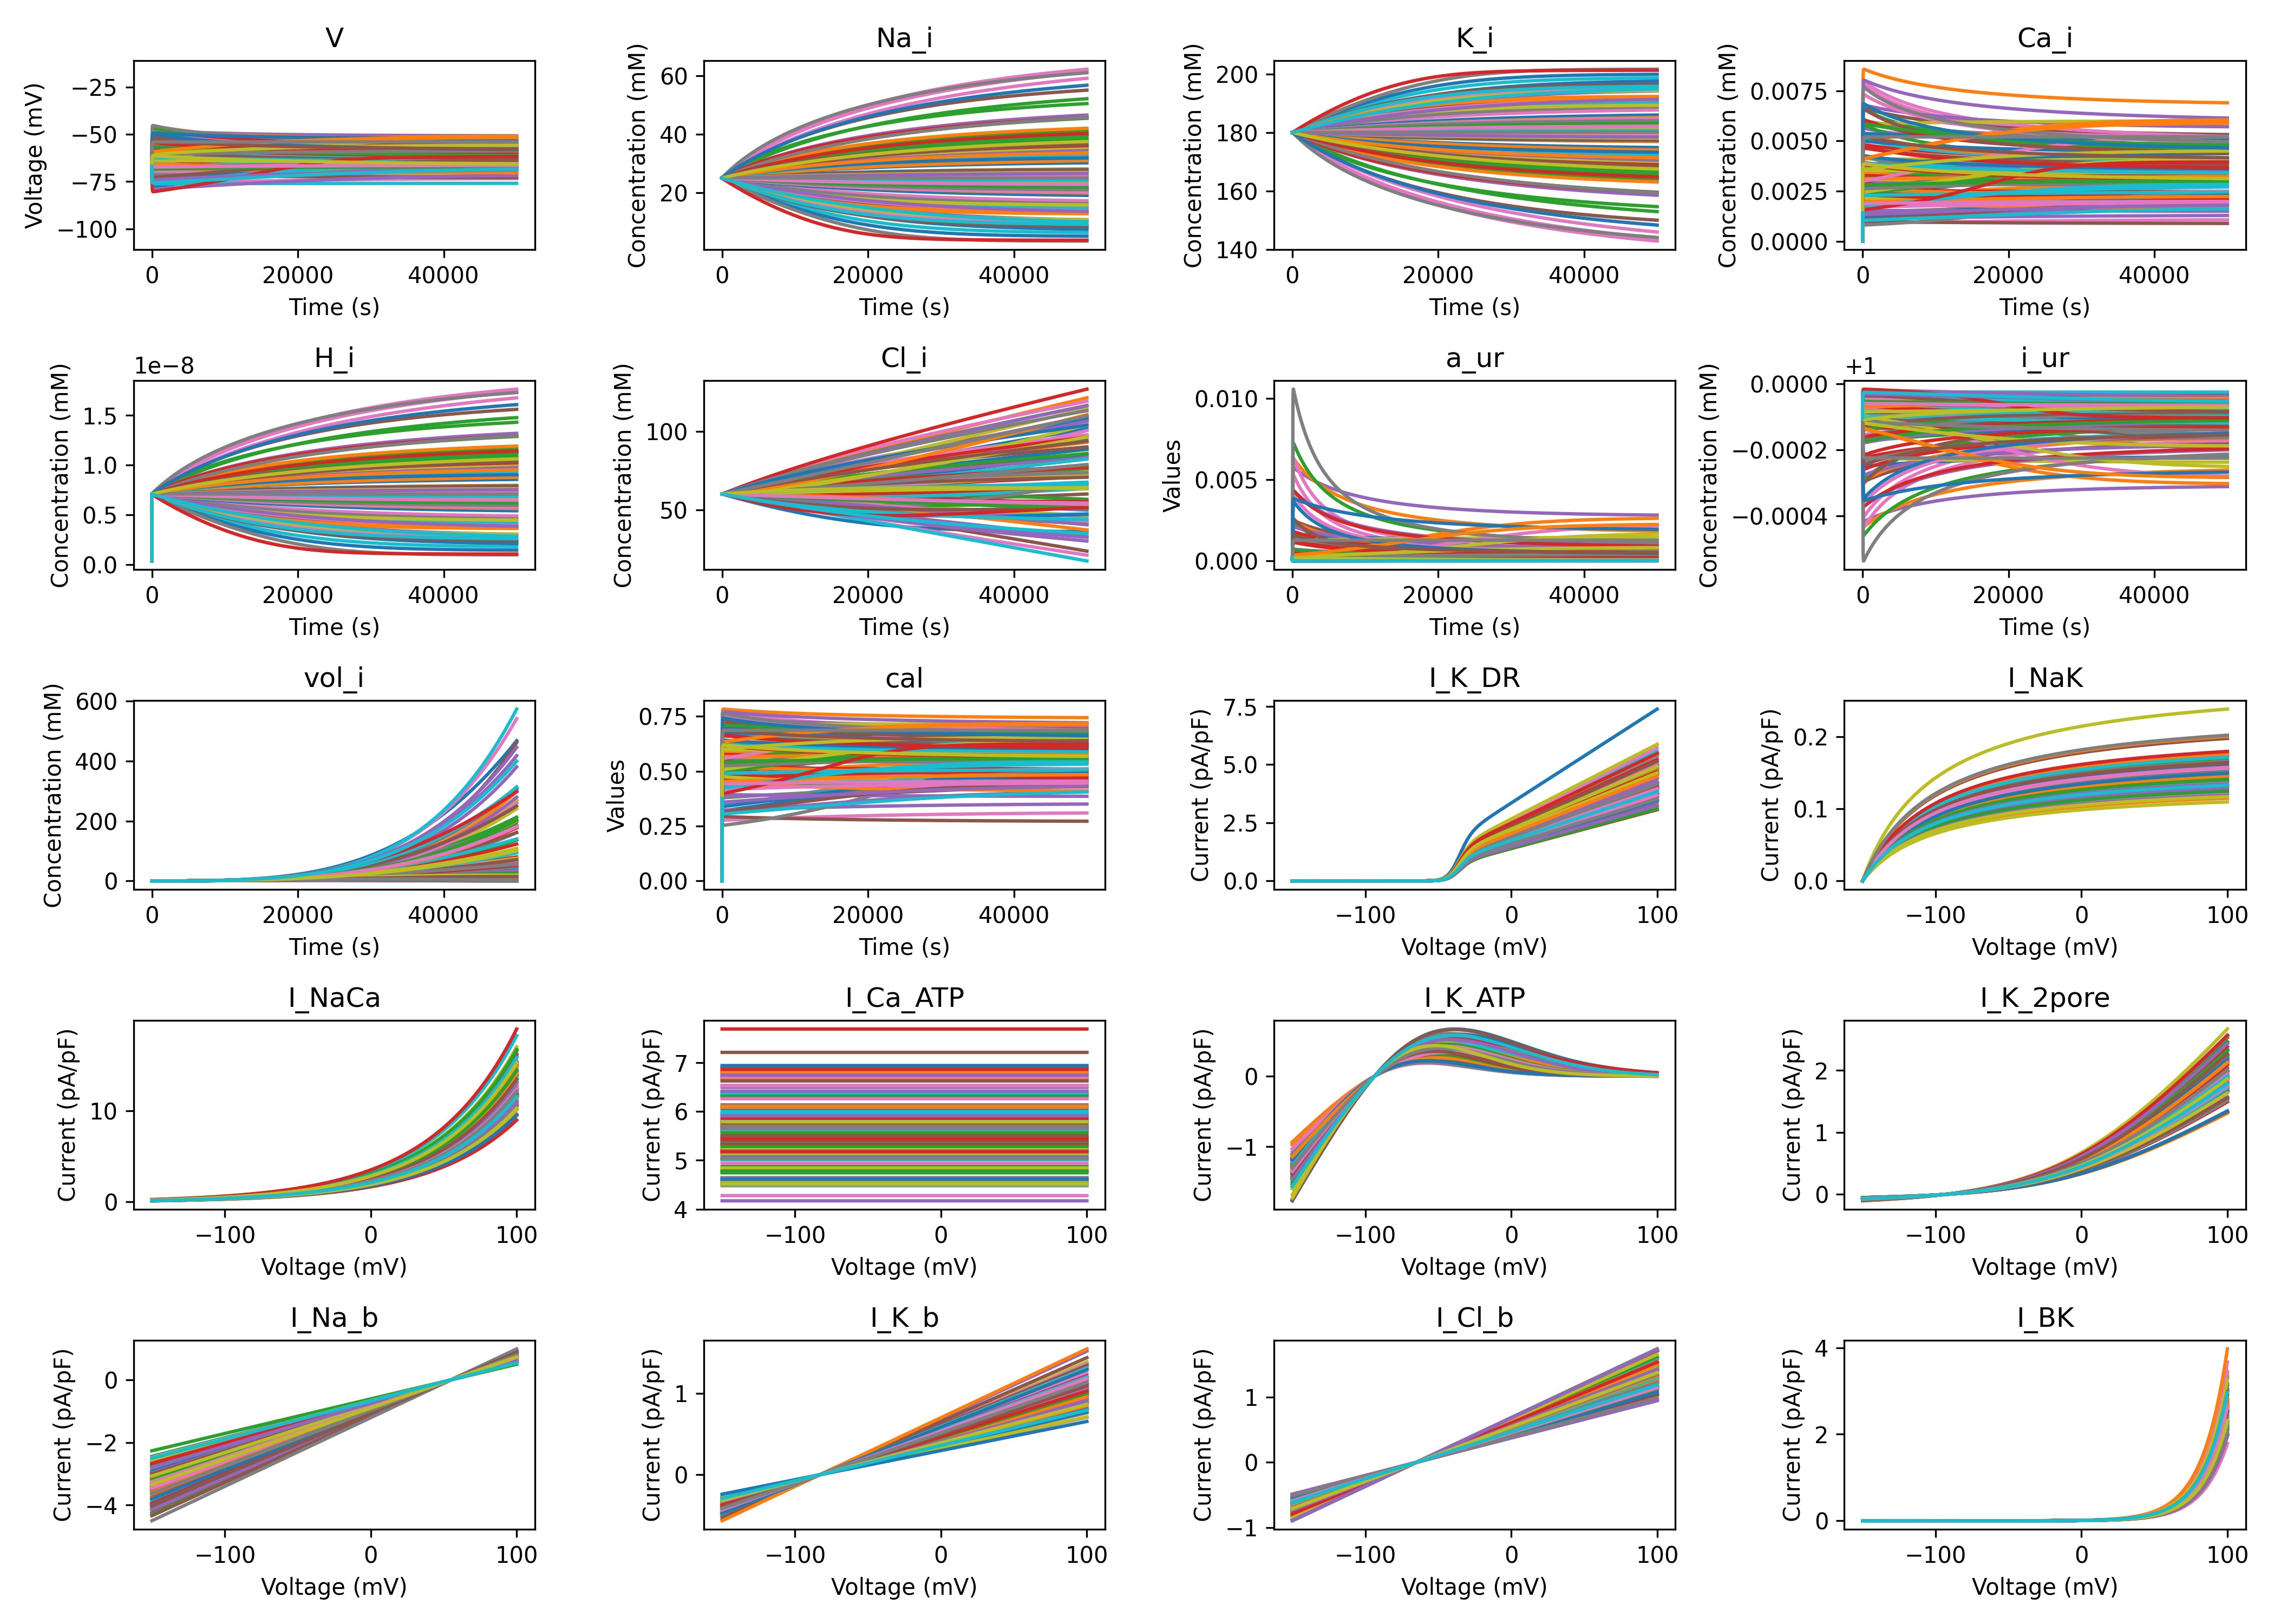 V Na_i K_i Ca_i
Voltage (mV) −25 −50 −75 −100
Concentration (mM) 60 40 20
Concentration (mM) 200 180 160 140
Concentration (mM) 0.0075 0.0050 0.0025 0.0000
0 20000 40000 0 20000 40000 0 20000 40000 0 20000 40000
Time (s) Time (s) Time (s) Time (s)
H_i Cl_i a_ur i_ur
1e−8 +1
Concentration (mM) 1.5 1.0 0.5 0.0
Concentration (mM) 100 50
Values 0.010 0.005 0.000
Concentration (mM) 0.0000 −0.0002 −0.0004
0 20000 40000 0 20000 40000 0 20000 40000 0 20000 40000
Time (s) Time (s) Time (s) Time (s)
vol_i cal I_K_DR I_NaK
Concentration (mM) 600 400 200 0
Values 0.75 0.50 0.25 0.00
Current (pA/pF) 7.5 5.0 2.5 0.0
Current (pA/pF) 0.2 0.1 0.0
0 20000 40000 0 20000 40000 −100 0 100 −100 0 100
Time (s) Time (s) Voltage (mV) Voltage (mV)
I_NaCa I_Ca_ATP I_K_ATP I_K_2pore
Current (pA/pF) 10 0
Current (pA/pF) 7 6 5 4
Current (pA/pF) 0 −1
Current (pA/pF) 2 1 0
−100 0 100 −100 0 100 −100 0 100 −100 0 100
Voltage (mV) Voltage (mV) Voltage (mV) Voltage (mV)
I_Na_b I_K_b I_Cl_b I_BK
Current (pA/pF) 0 −2 −4
Current (pA/pF) 1 0
Current (pA/pF) 1 0 −1
Current (pA/pF) 4 2 0
−100 0 100 −100 0 100 −100 0 100 −100 0 100
Voltage (mV) Voltage (mV) Voltage (mV) Voltage (mV)